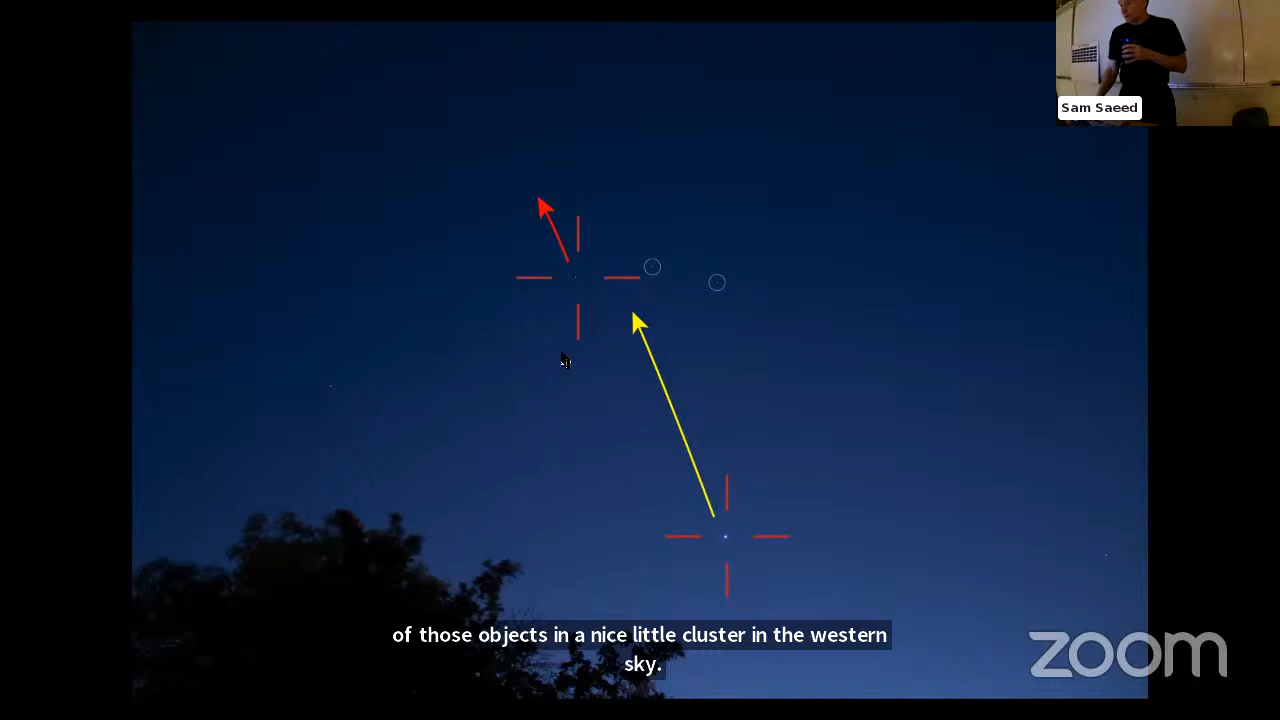 Sam Saeed
of those objects in a nice little cluster in the western
sky.
zoom